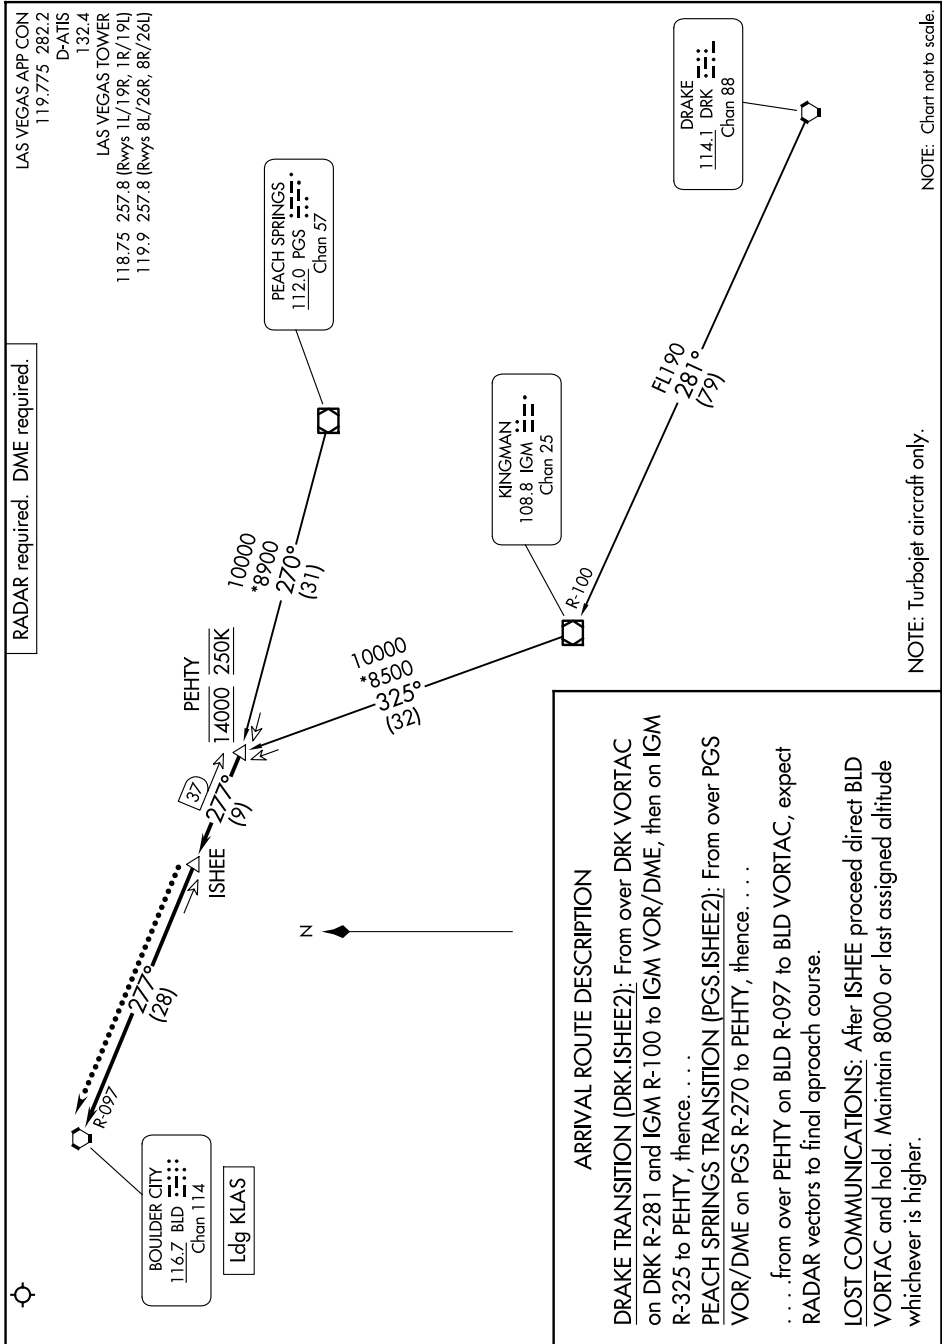 RADAR required.  DME required.
LAS VEGAS APP CON
119.775  282.2
D-ATIS
132.4
LAS VEGAS TOWER
118.75  257.8 (Rwys 1L/19R, 1R/19L)
119.9  257.8 (Rwys 8L/26R, 8R/26L)
BOULDER CITY
116.7  BLD
Chan 114
Ldg KLAS
R-097
277°
(28)
ISHEE
37
277°
(9)
PEHTY
14000  250K
10000
*8900
270°
(31)
PEACH SPRINGS
112.0  PGS
Chan 57
N
10000
*8500
325°
(32)
KINGMAN
108.8  IGM
Chan 25
R-100
FL190
281°
(79)
DRAKE
114.1  DRK
Chan 88
ARRIVAL ROUTE DESCRIPTION
DRAKE TRANSITION (DRK.ISHEE2): From over DRK VORTAC
on DRK R-281 and IGM R-100 to IGM VOR/DME, then on IGM
R-325 to PEHTY, thence. . . .
PEACH SPRINGS TRANSITION (PGS.ISHEE2): From over PGS
VOR/DME on PGS R-270 to PEHTY, thence. . . .
. . . .from over PEHTY on BLD R-097 to BLD VORTAC, expect
RADAR vectors to final aproach course.
LOST COMMUNICATIONS: After ISHEE proceed direct BLD
VORTAC and hold. Maintain 8000 or last assigned altitude
whichever is higher.
NOTE: Turbojet aircraft only.
NOTE:  Chart not to scale.